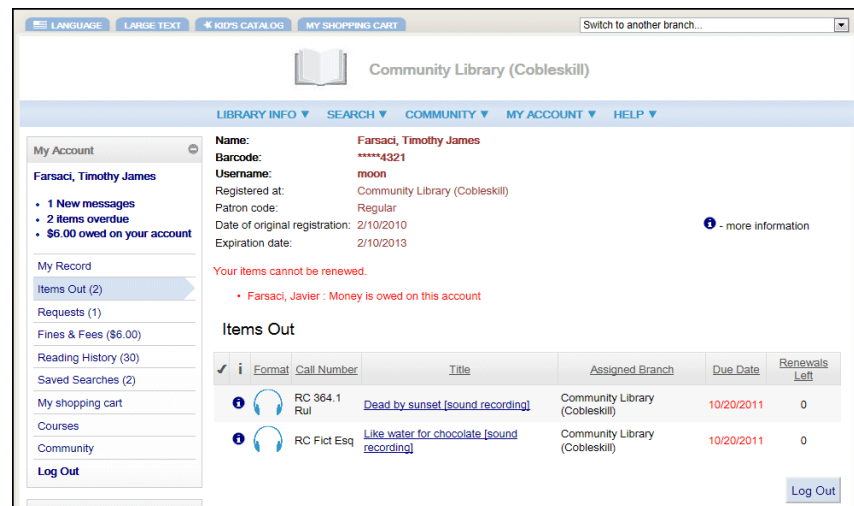 LANGUAGE LARGE TEXT KID'S CATALOG MY SHOPPING CART Switch to another branch...
Community Library (Cobleskill)
LIBRARY INFO ▼ SEARCH ▼ COMMUNITY ▼ MY ACCOUNT ▼ HELP ▼
My Account
Farsaci, Timothy James
• 1 New messages
• 2 items overdue
• $6.00 owed on your account
My Record
Items Out (2)
Requests (1)
Fines & Fees ($6.00)
Reading History (30)
Saved Searches (2)
My shopping cart
Courses
Community
Log Out
Name: Farsaci, Timothy James
Barcode: *****4321
Username: moon
Registered at: Community Library (Cobleskill)
Patron code: Regular
Date of original registration: 2/10/2010
Expiration date: 2/10/2013
i - more information
Your items cannot be renewed.
• Farsaci, Javier : Money is owed on this account
Items Out
✓ i Format Call Number Title Assigned Branch Due Date Renewals
Left
i RC 364.1 Dead by sunset [sound recording] Community Library 10/20/2011 0
Rul (Cobleskill)
i RC Fict Esq Like water for chocolate [sound Community Library 10/20/2011 0
recording] (Cobleskill)
Log Out